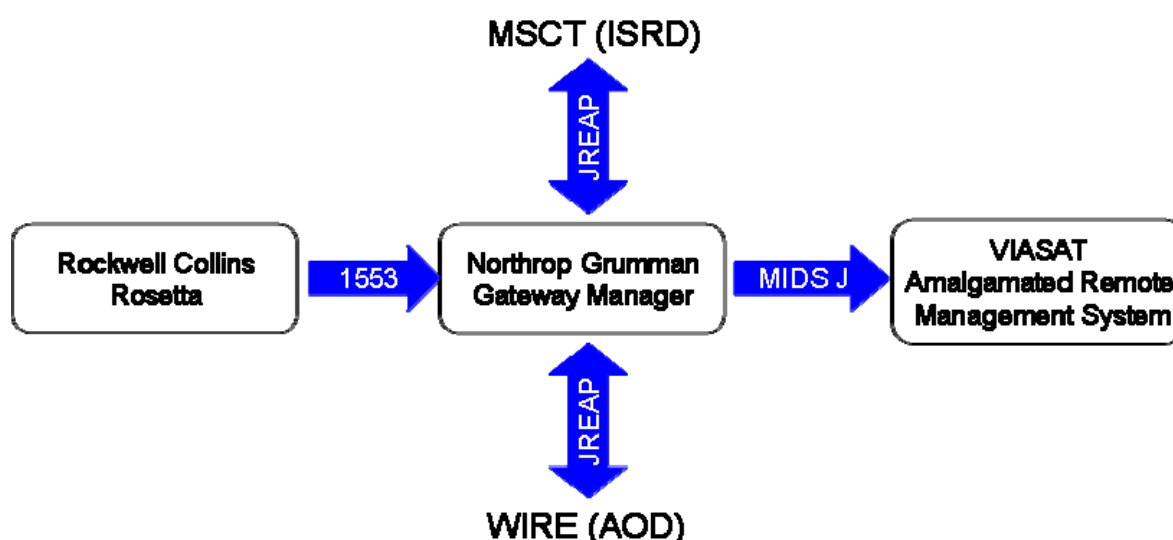 MSCT (ISRD)
JREAP
Rockwell Collins
Rosetta
1553
Northrop Grumman
Gateway Manager
MIDS J
VIASAT
Amalgamated Remote
Management System
JREAP
WIRE (AOD)